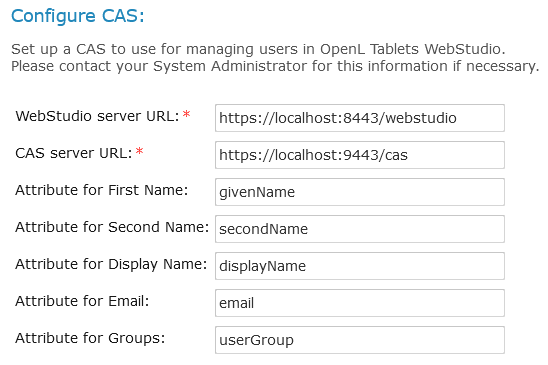 Configure CAS:
Set up a CAS to use for managing users in OpenL Tablets WebStudio.
Please contact your System Administrator for this information if necessary.
WebStudio server URL: * https://localhost:8443/webstudio
CAS server URL: * https://localhost:9443/cas
Attribute for First Name: givenName
Attribute for Second Name: secondName
Attribute for Display Name: displayName
Attribute for Email: email
Attribute for Groups: userGroup